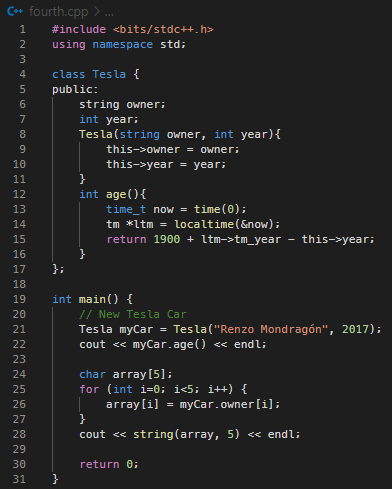 fourth.cpp > ...
1 #include <bits/stdc++.h>
2 using namespace std;
3
4 class Tesla {
5 public:
6     string owner;
7     int year;
8     Tesla(string owner, int year){
9         this->owner = owner;
10         this->year = year;
11     }
12     int age(){
13         time_t now = time(0);
14         tm *ltm = localtime(&now);
15         return 1900 + ltm->tm_year - this->year;
16     }
17 };
18
19 int main() {
20     // New Tesla Car
21     Tesla myCar = Tesla("Renzo Mondragón", 2017);
22     cout << myCar.age() << endl;
23
24     char array[5];
25     for (int i=0; i<5; i++) {
26         array[i] = myCar.owner[i];
27     }
28     cout << string(array, 5) << endl;
29
30     return 0;
31 }